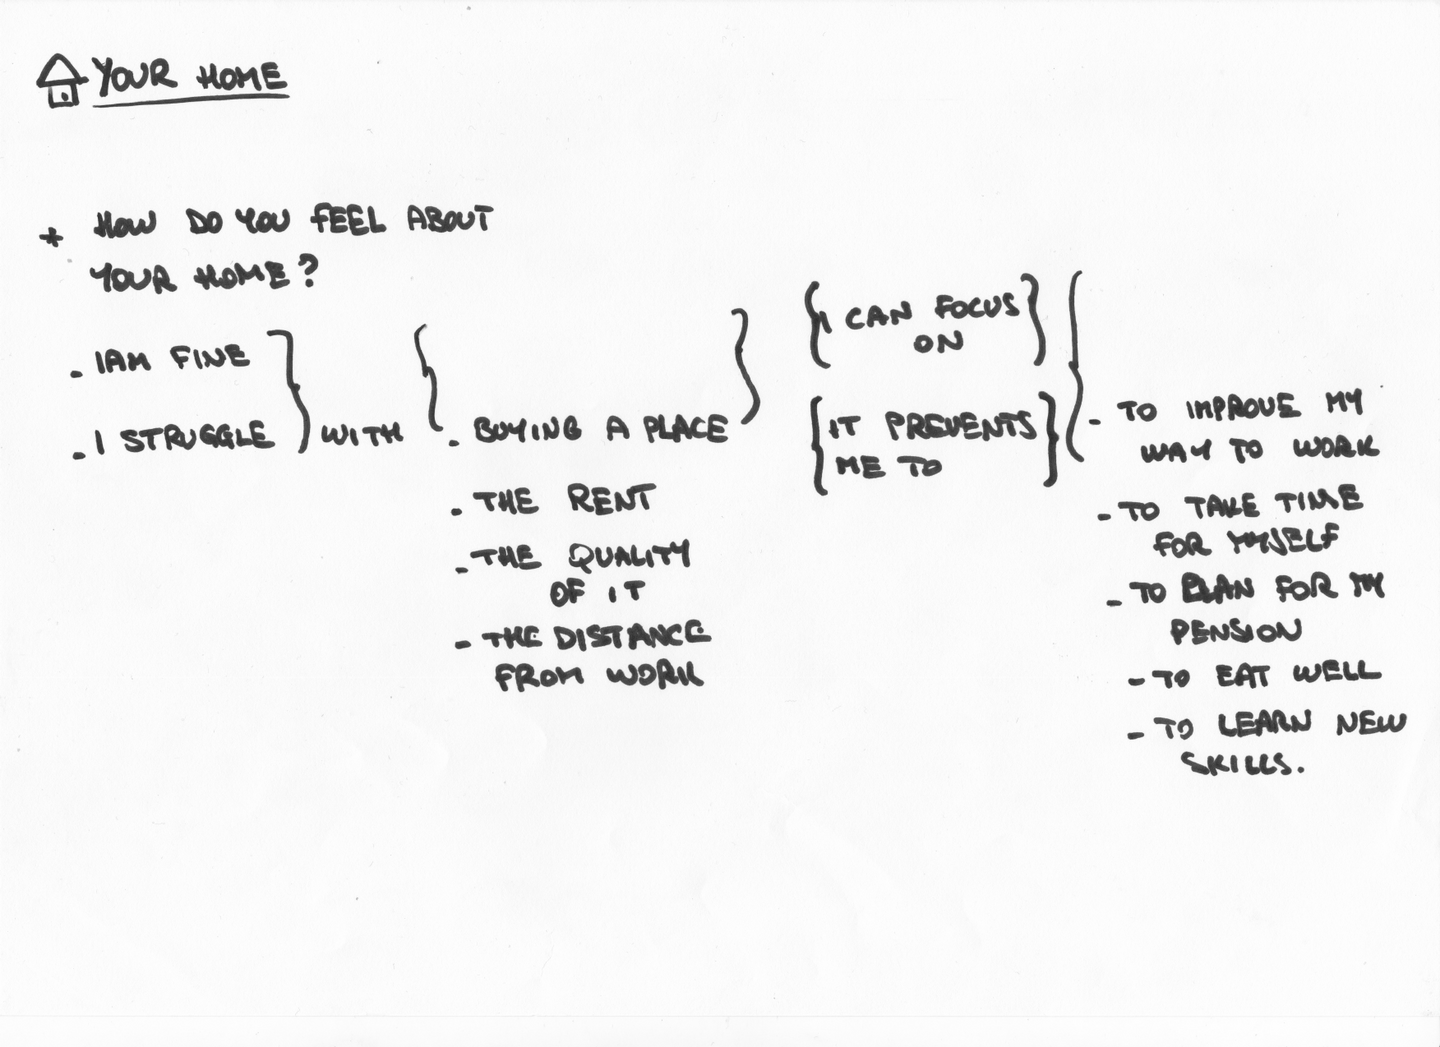 YOUR HOME
+ HOW DO YOU FEEL ABOUT
YOUR HOME?
- I AM FINE
- I STRUGGLE
WITH
- BUYING A PLACE
- THE RENT
- THE QUALITY
OF IT
- THE DISTANCE
FROM WORK
I CAN FOCUS
ON
IT PREVENTS
ME TO
- TO IMPROVE MY
WAY TO WORK
- TO TAKE TIME
FOR MYSELF
- TO PLAN FOR MY
PENSION
- TO EAT WELL
- TO LEARN NEW
SKILLS.